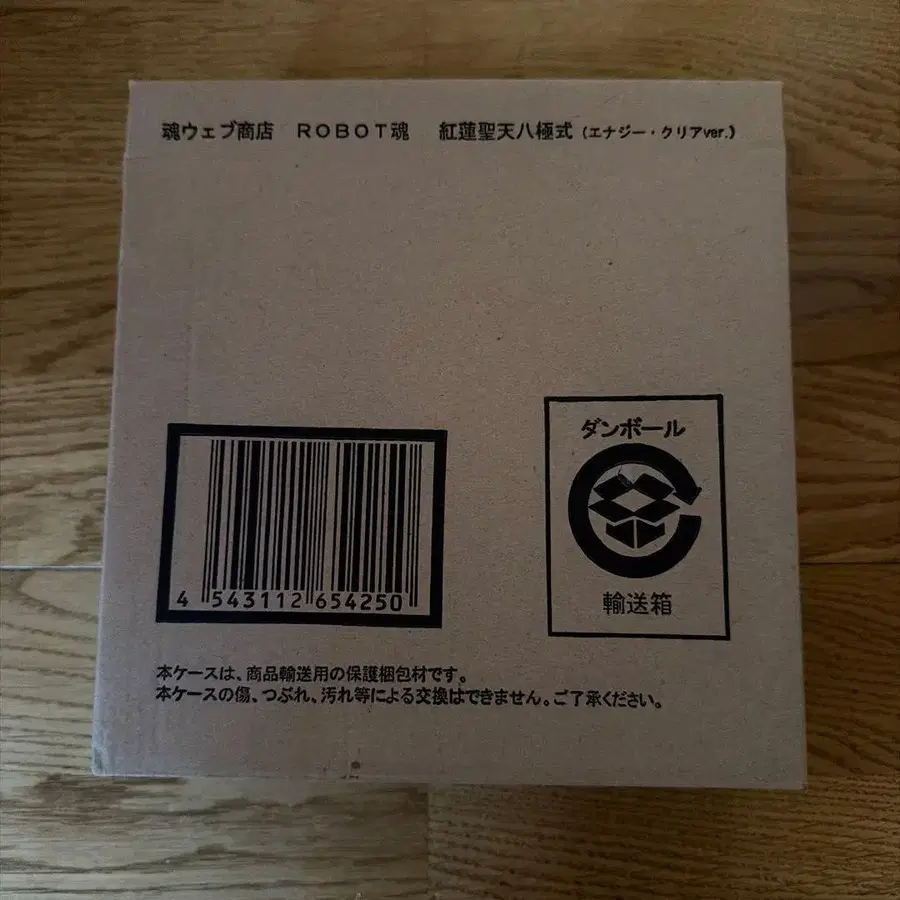 魂ウェブ商店 ROBOT魂 紅蓮聖天八極式(エナジー・クリアver.)
ダンボール
輸送箱
4 543112 654250
本ケースは、商品輸送用の保護梱包材です。
本ケースの傷、つぶれ、汚れ等による交換はできません。ご了承ください。